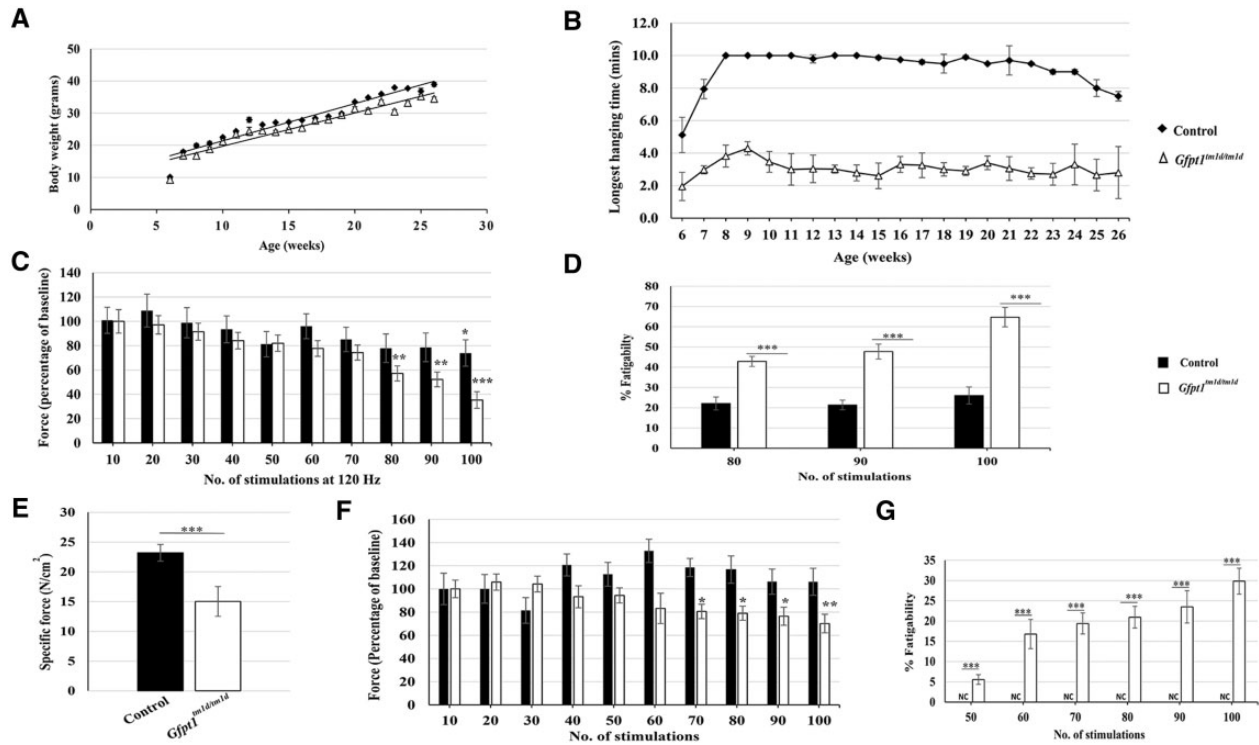 A
Body weight (grams)
50
40
30
20
10
0
0 5 10 15 20 25 30
Age (weeks)
B
Longest hanging time (mins)
12.0
10.0
8.0
6.0
4.0
2.0
0.0
6 7 8 9 10 11 12 13 14 15 16 17 18 19 20 21 22 23 24 25 26
Age (weeks)
Control
Gfpt1tm1d/tm1d
C
Force (percentage of baseline)
140
120
100
80
60
40
20
0
** ** * ***
10 20 30 40 50 60 70 80 90 100
No. of stimulations at 120 Hz
D
% Fatigability
80
70
60
50
40
30
20
10
0
*** *** ***
80 90 100
No. of stimulations
Control
Gfpt1tm1d/tm1d
E
Specific force (N/cm2)
30
25
20
15
10
5
0
***
Control
Gfpt1tm1d/tm1d
F
Force (Percentage of baseline)
160
140
120
100
80
60
40
20
0
* * * **
10 20 30 40 50 60 70 80 90 100
No. of stimulations
G
% Fatigability
35
30
25
20
15
10
5
0
*** *** *** *** *** ***
NC NC NC NC NC NC
50 60 70 80 90 100
No. of stimulations